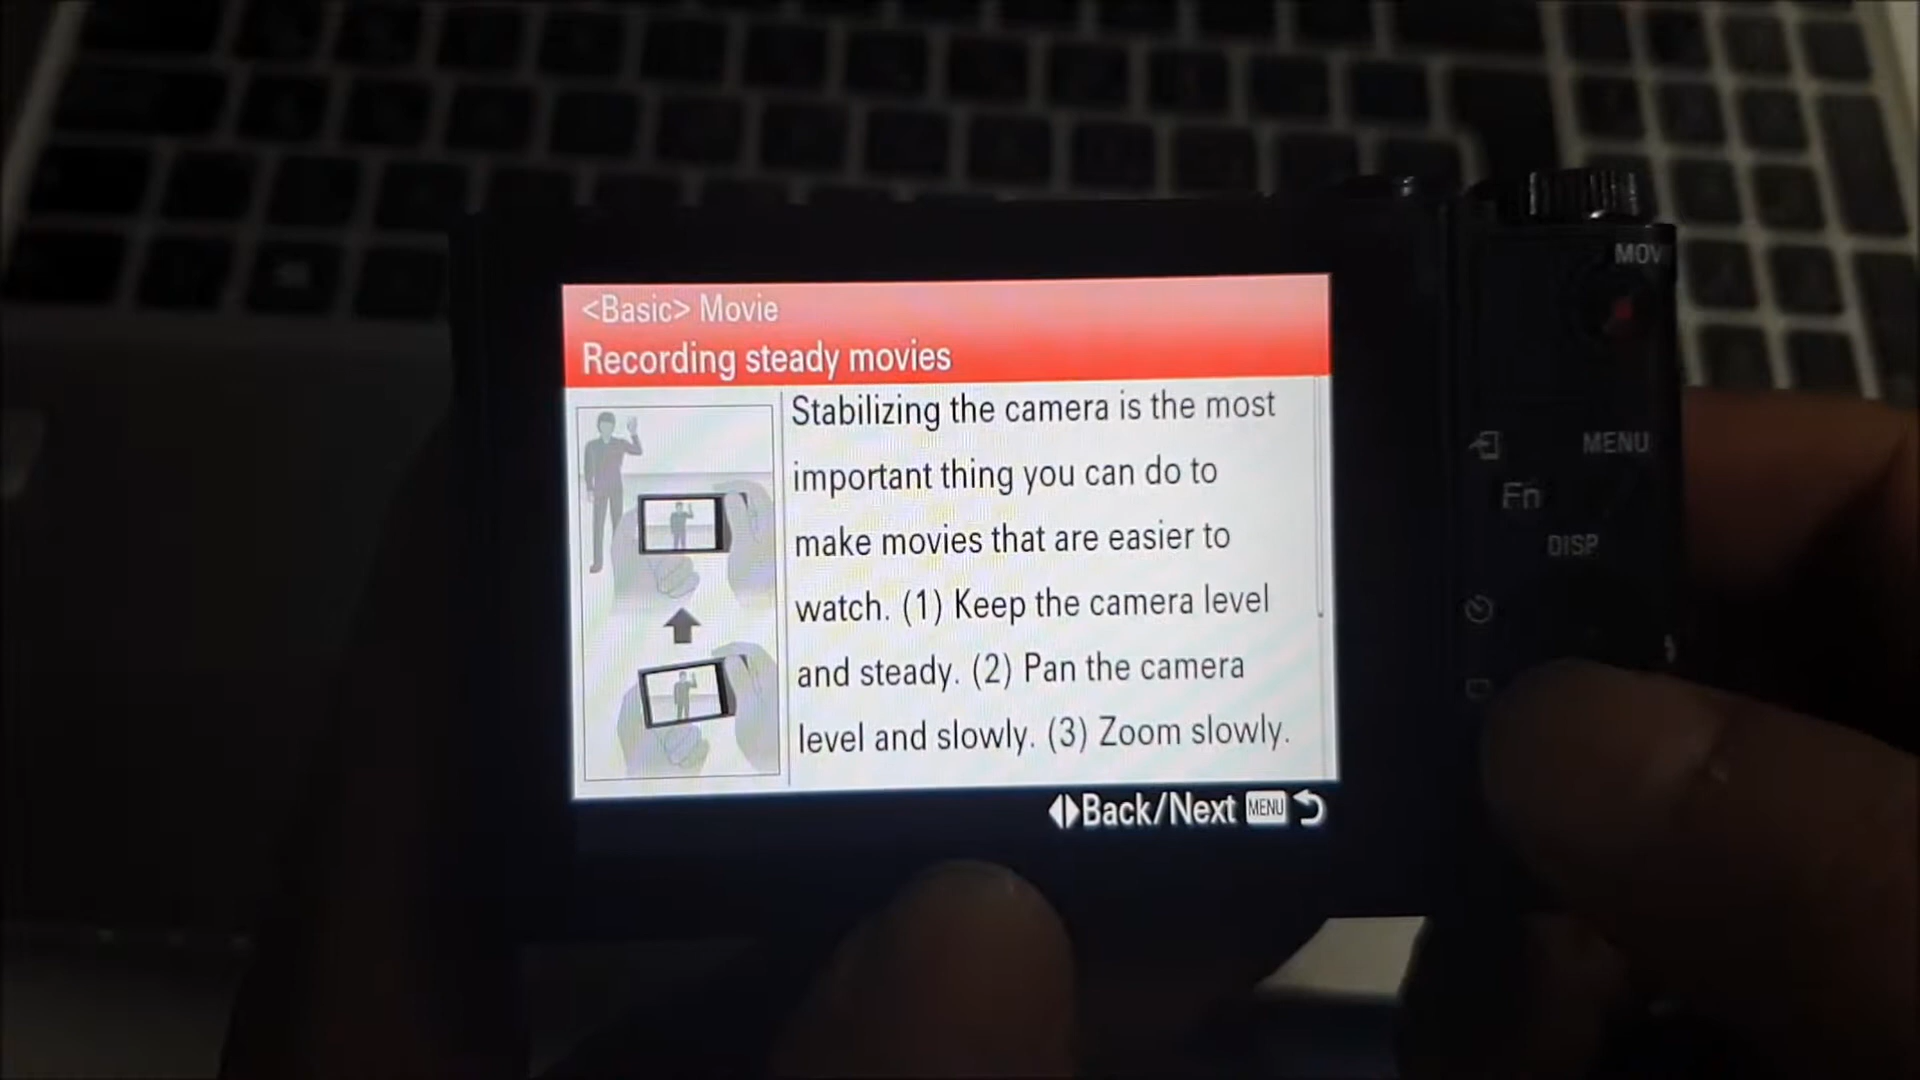 <Basic> Movie
Recording steady movies
Stabilizing the camera is the most
important thing you can do to
make movies that are easier to
watch. (1) Keep the camera level
and steady. (2) Pan the camera
level and slowly. (3) Zoom slowly.
Back/Next MENU
MOV
MENU
Fn
DISP